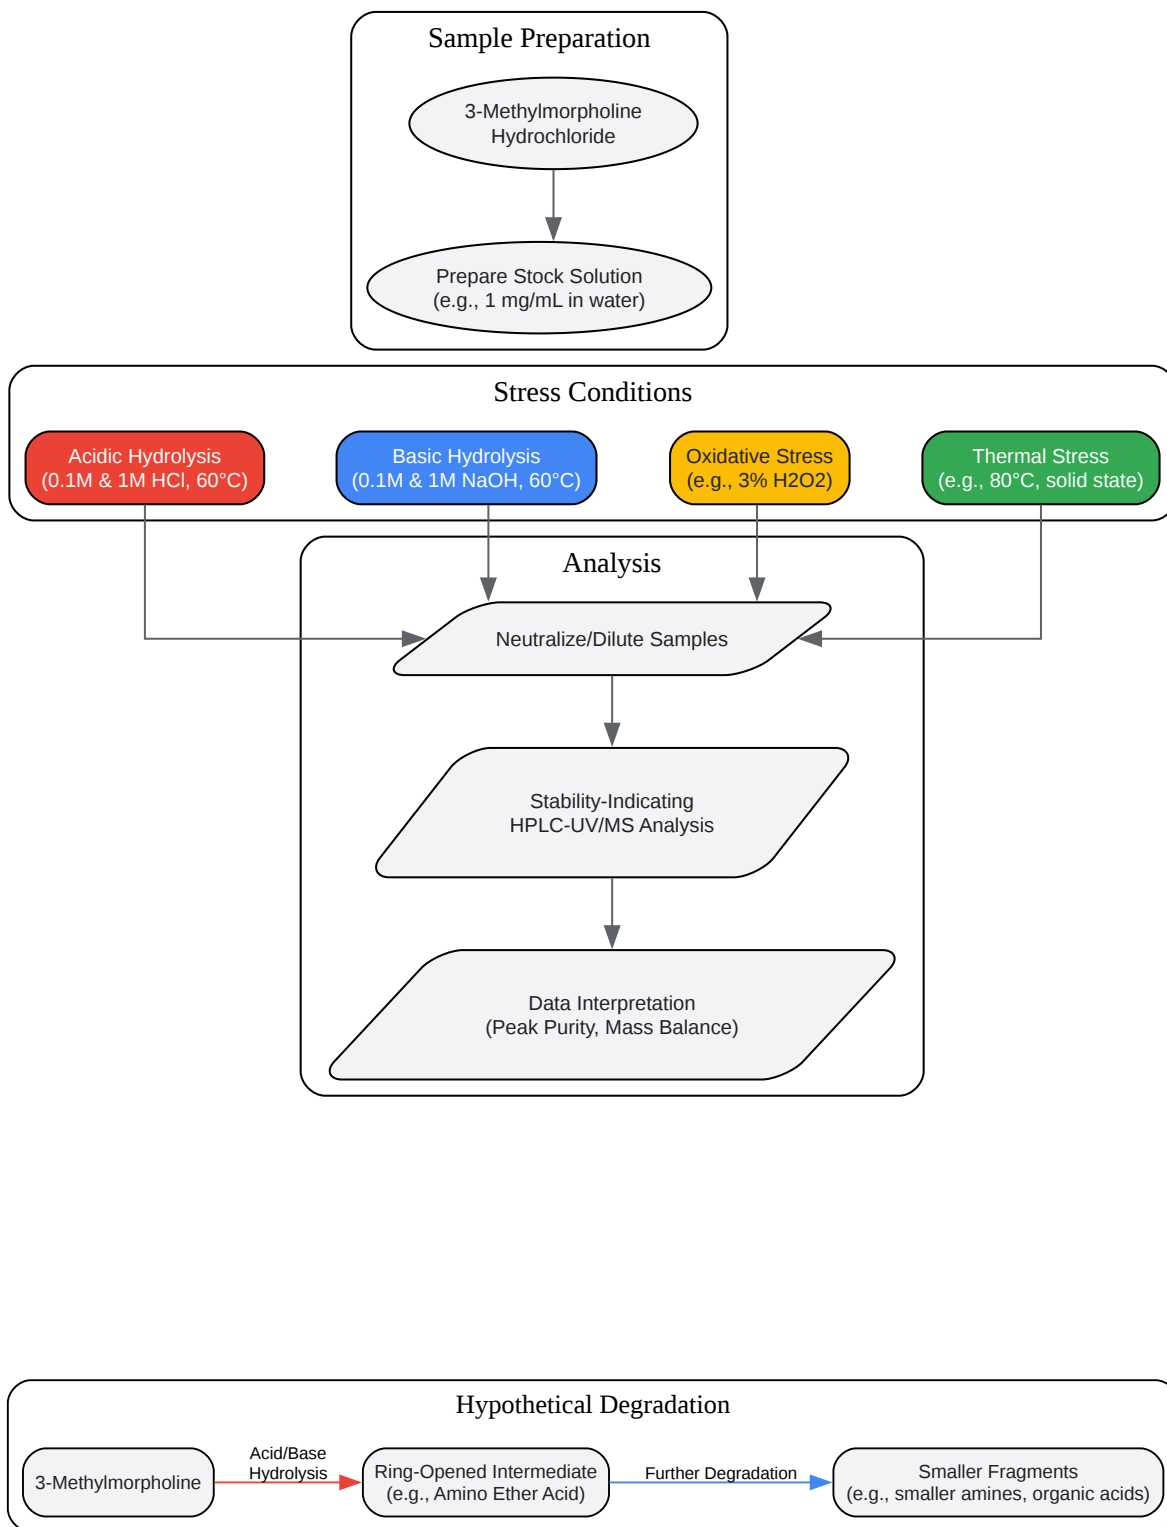 Sample Preparation
3-Methylmorpholine
Hydrochloride
Prepare Stock Solution
(e.g., 1 mg/mL in water)
Stress Conditions
Acidic Hydrolysis
(0.1M & 1M HCl, 60°C)
Basic Hydrolysis
(0.1M & 1M NaOH, 60°C)
Oxidative Stress
(e.g., 3% H2O2)
Thermal Stress
(e.g., 80°C, solid state)
Analysis
Neutralize/Dilute Samples
Stability-Indicating
HPLC-UV/MS Analysis
Data Interpretation
(Peak Purity, Mass Balance)
Hypothetical Degradation
3-Methylmorpholine
Acid/Base
Hydrolysis
Ring-Opened Intermediate
(e.g., Amino Ether Acid)
Further Degradation
Smaller Fragments
(e.g., smaller amines, organic acids)